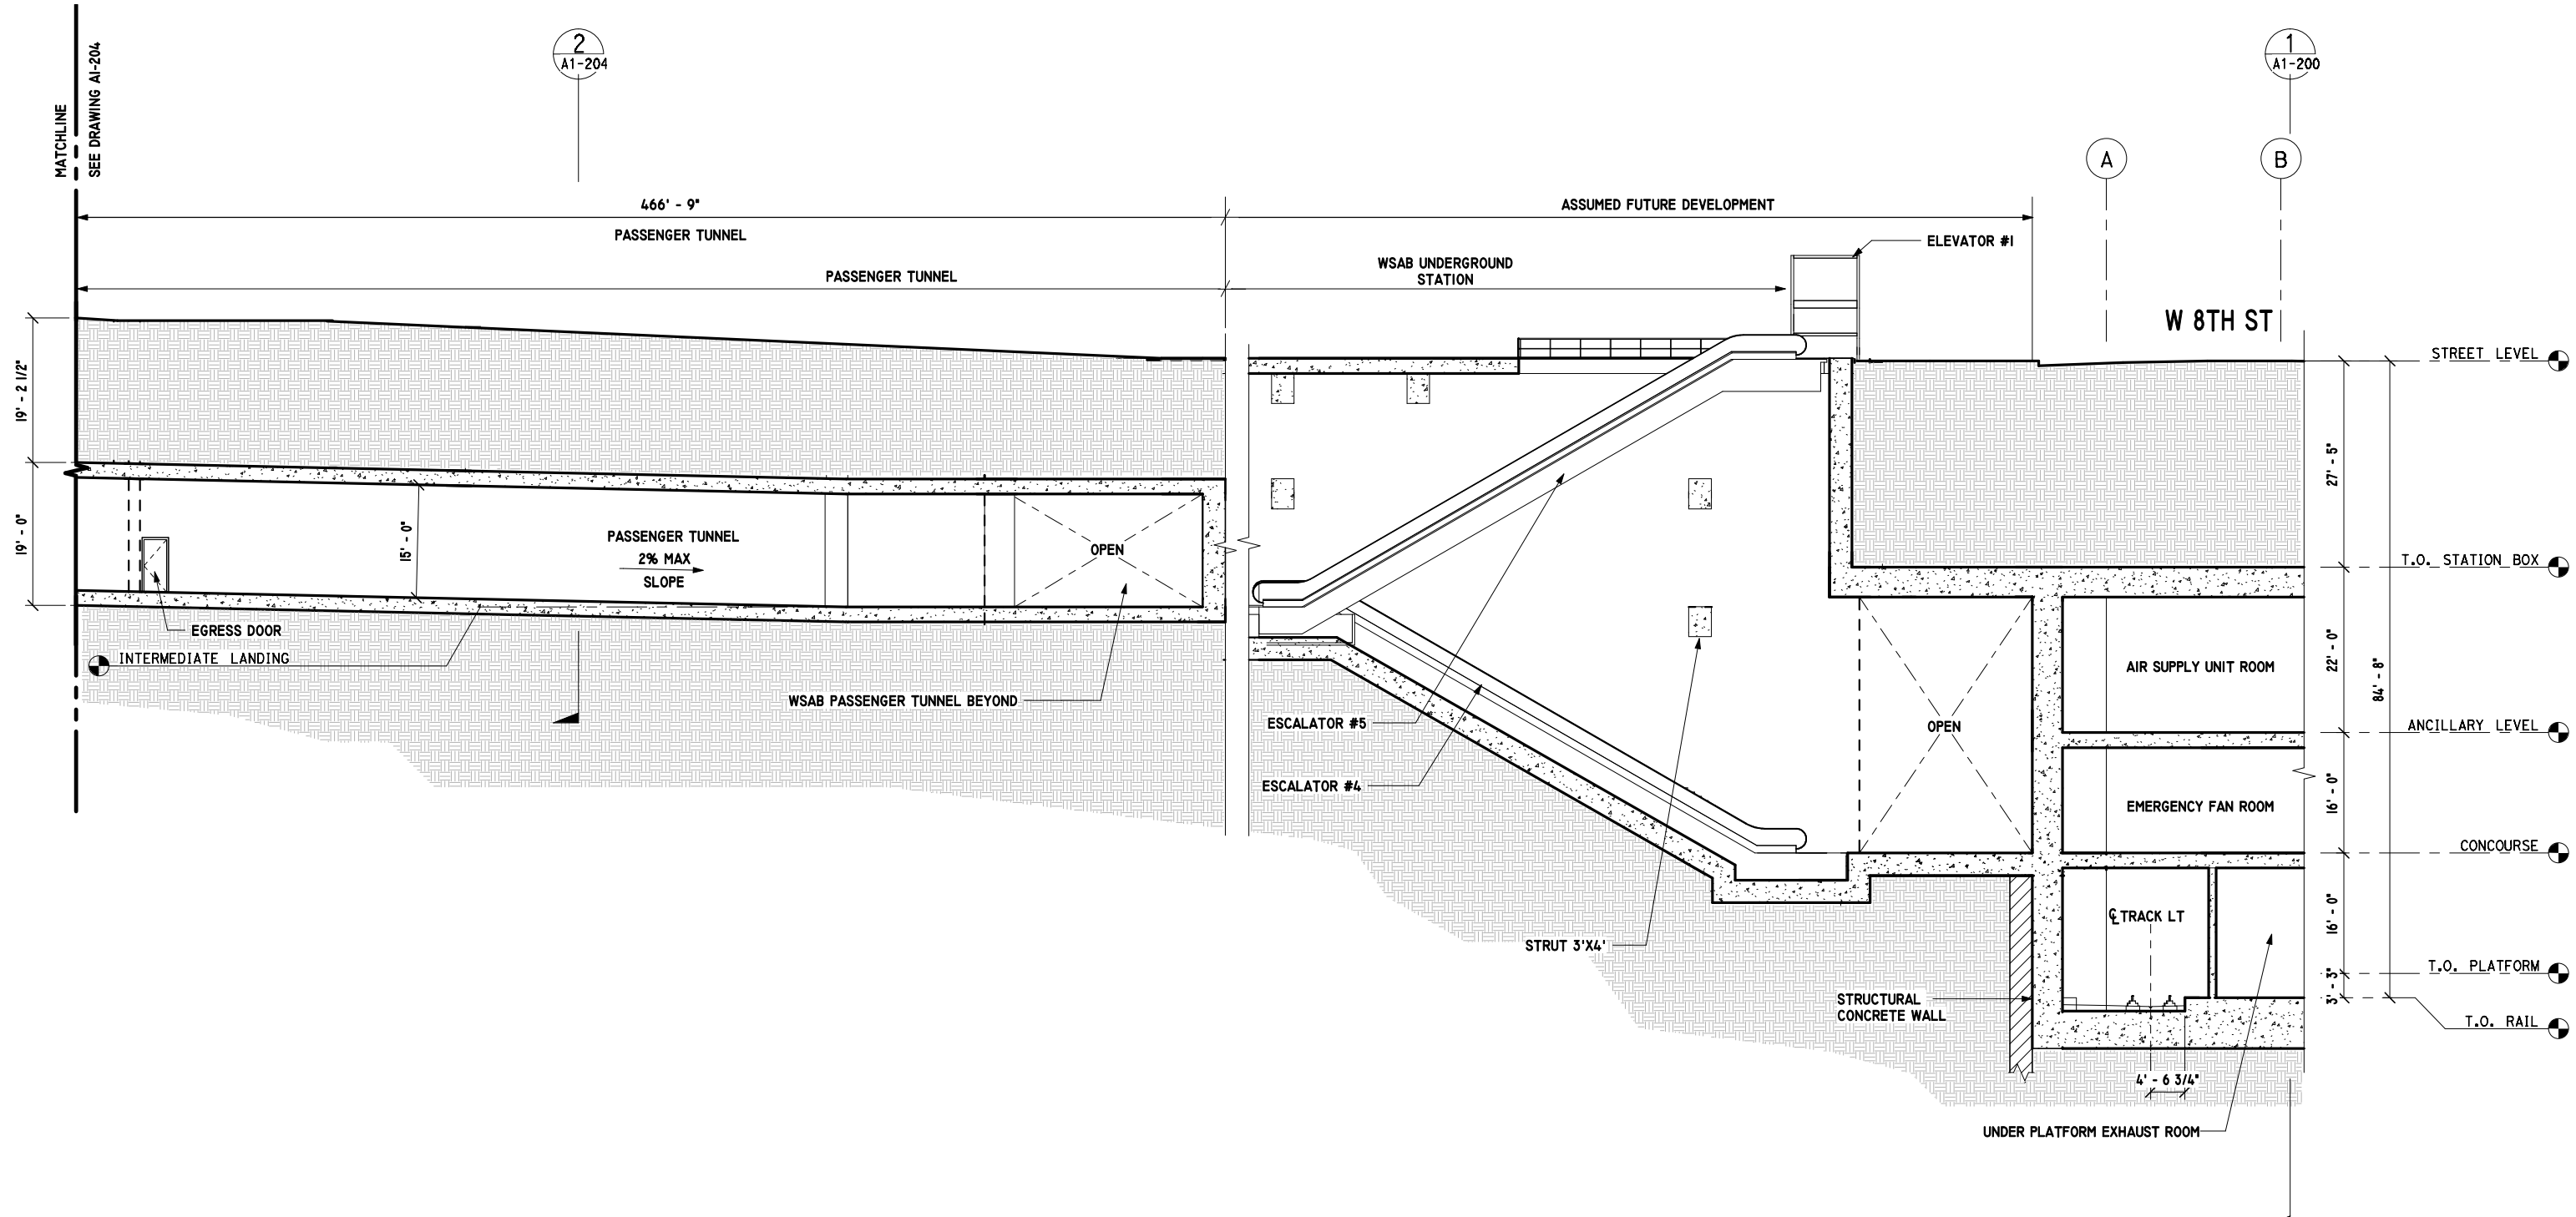 2
A1-204
1
A1-200
MATCHLINE
SEE DRAWING A1-204
A
B
466' - 9"
PASSENGER TUNNEL
ASSUMED FUTURE DEVELOPMENT
ELEVATOR #1
PASSENGER TUNNEL
WSAB UNDERGROUND
STATION
W 8TH ST
STREET LEVEL
19' - 2 1/2"
27' - 5"
19' - 0"
15' - 0"
PASSENGER TUNNEL
2% MAX
SLOPE
OPEN
T.O. STATION BOX
EGRESS DOOR
INTERMEDIATE LANDING
WSAB PASSENGER TUNNEL BEYOND
ESCALATOR #5
ESCALATOR #4
OPEN
AIR SUPPLY UNIT ROOM
22' - 0"
84' - 8"
ANCILLARY LEVEL
EMERGENCY FAN ROOM
16' - 0"
CONCOURSE
STRUT 3'X4'
℄ TRACK LT
16' - 0"
T.O. PLATFORM
3' - 3"
STRUCTURAL
CONCRETE WALL
T.O. RAIL
4' - 6 3/4"
UNDER PLATFORM EXHAUST ROOM